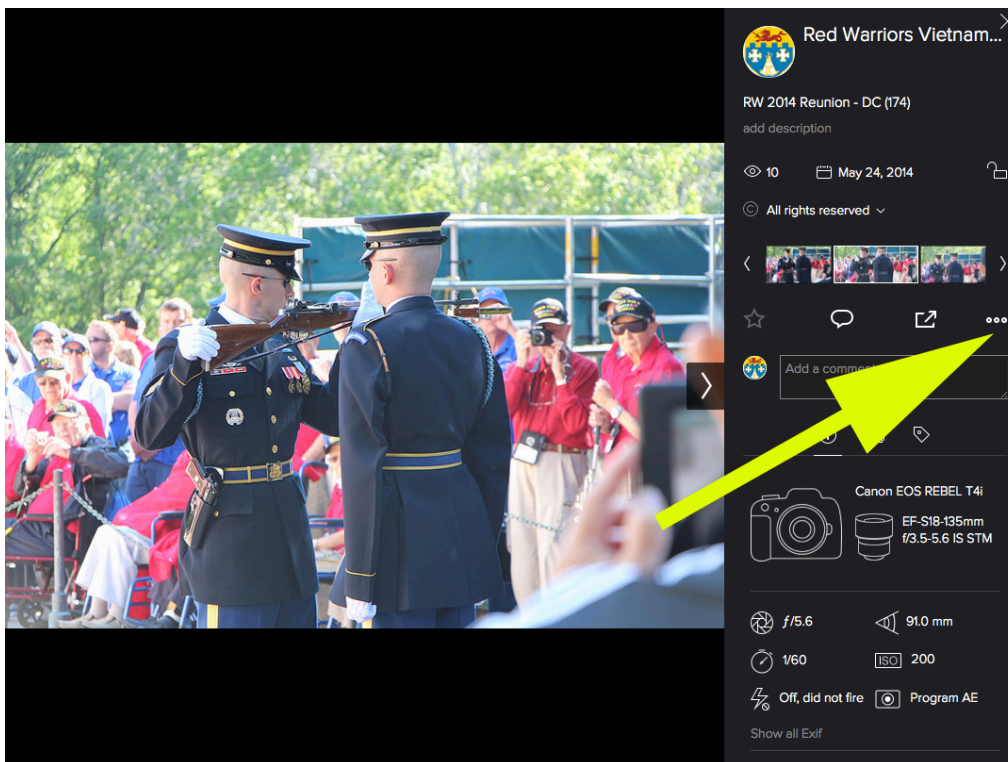 Red Warriors Vietnam...
RW 2014 Reunion - DC (174)
add description
10 May 24, 2014
© All rights reserved
Add a comment
Canon EOS REBEL T4i
EF-S18-135mm
f/3.5-5.6 IS STM
ƒ/5.6 91.0 mm
1/60 ISO 200
Off, did not fire Program AE
Show all Exif